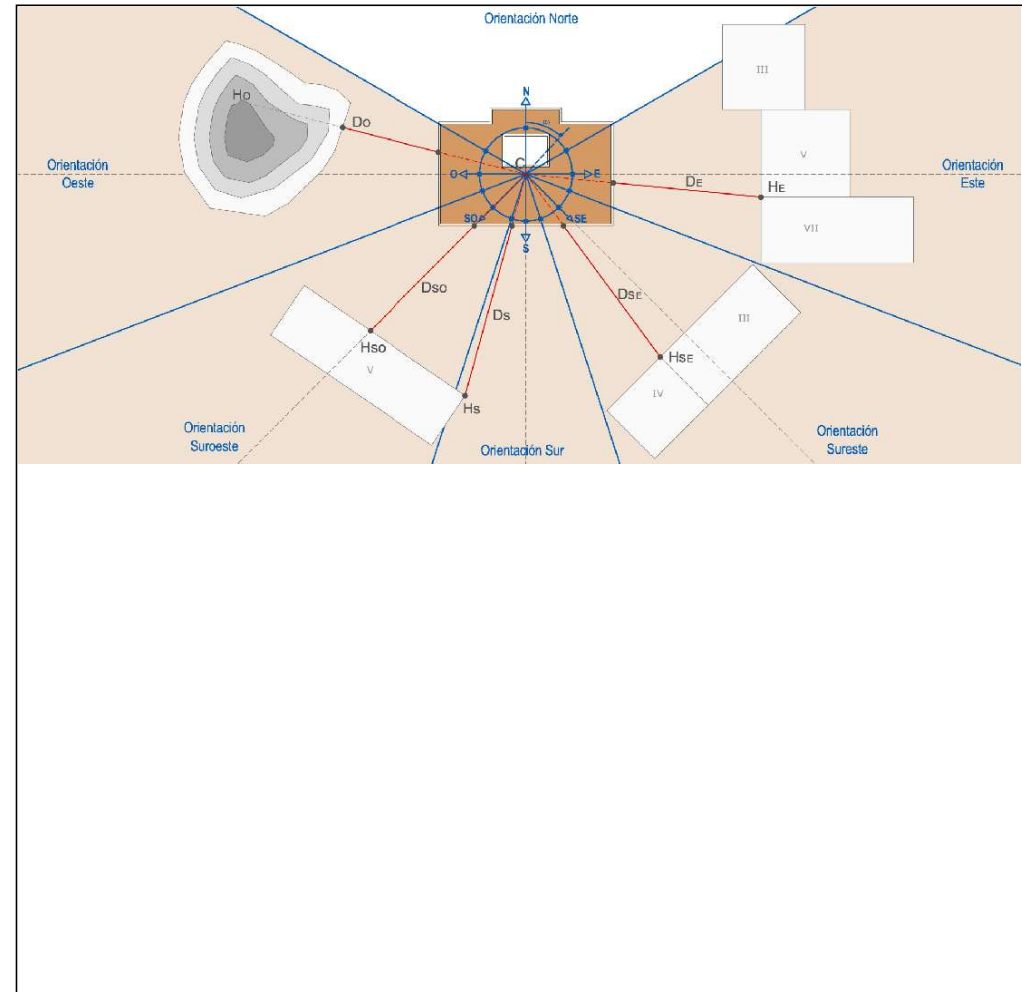 Orientación Norte
III
Ho
Do
N
C
V
Orientación
Oeste
O
E
DE
HE
Orientación
Este
SO
SE
S
VII
Dso
Ds
DSE
III
Hso
V
HSE
IV
Hs
Orientación
Suroeste
Orientación Sur
Orientación
Sureste